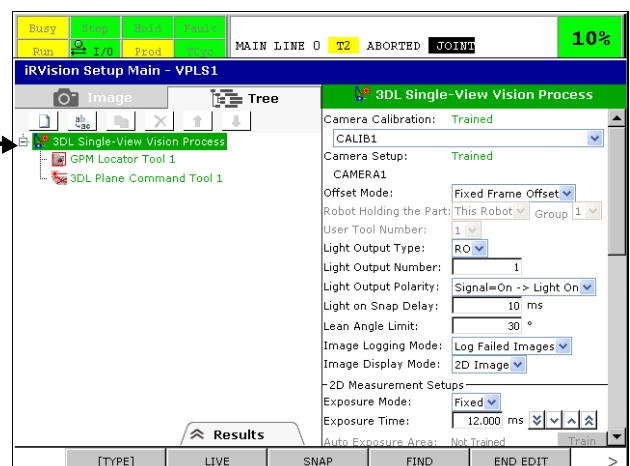 Busy Step Hold Fault
Run I/O Prod TCyc
MAIN LINE 0 T2 ABORTED JOINT
10%
iRVision Setup Main - VPLS1
Image
Tree
3DL Single-View Vision Process
3DL Single-View Vision Process
GPM Locator Tool 1
3DL Plane Command Tool 1
Camera Calibration: Trained
CALIB1
Camera Setup: Trained
CAMERA1
Offset Mode: Fixed Frame Offset
Robot Holding the Part: This Robot Group 1
User Tool Number: 1
Light Output Type: RO
Light Output Number: 1
Light Output Polarity: Signal=On -> Light On
Light on Snap Delay: 10 ms
Lean Angle Limit: 30 °
Image Logging Mode: Log Failed Images
Image Display Mode: 2D Image
2D Measurement Setups
Exposure Mode: Fixed
Exposure Time: 12.000 ms
Auto Exposure Area: Not Trained Train
Results
[TYPE] LIVE SNAP FIND END EDIT >